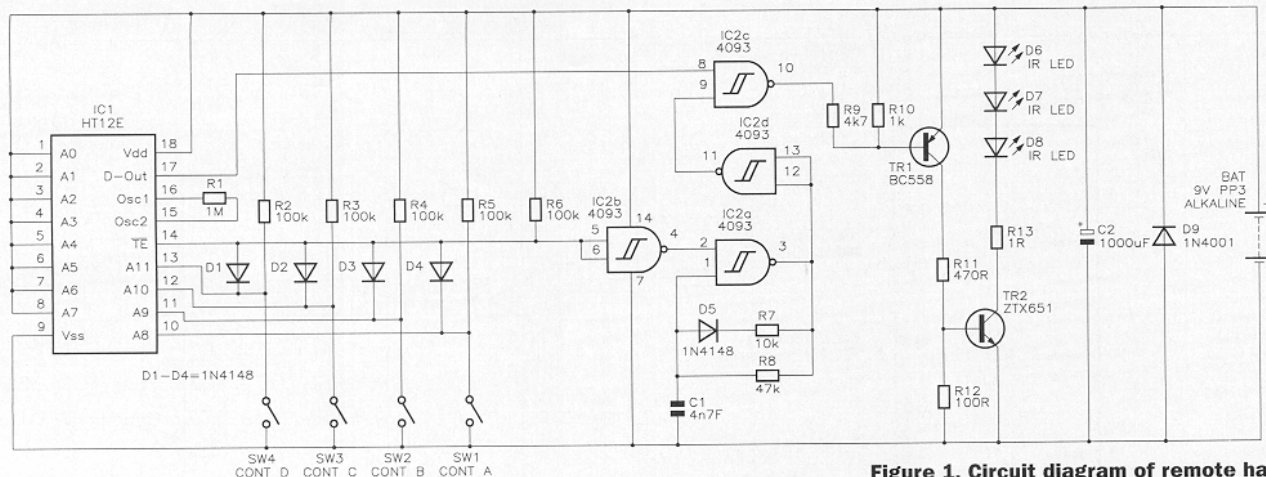 IC1
HT12E
1 A0 Vdd 18
2 A1 D-Out 17
3 A2 Osc1 16
4 A3 Osc2 15
5 A4 TE 14
6 A5 A11 13
7 A6 A10 12
8 A7 A9 11
9 Vss A8 10
D1-D4=1N4148
R1
1M
R2
100k
R3
100k
R4
100k
R5
100k
R6
100k
D1
D2
D3
D4
SW4
CONT D
SW3
CONT C
SW2
CONT B
SW1
CONT A
IC2b
4093
14
5
6
4
7
IC2a
4093
2
1
3
D5
1N4148
R7
10k
R8
47k
C1
4n7F
IC2c
4093
8
9
10
IC2d
4093
11
13
12
R9
4k7
R10
1k
TR1
BC558
D6
IR LED
D7
IR LED
D8
IR LED
R13
1R
R11
470R
TR2
ZTX651
R12
100R
+
C2
1000uF
D9
1N4001
BAT
9V PP3
ALKALINE
+
Figure 1. Circuit diagram of remote ha